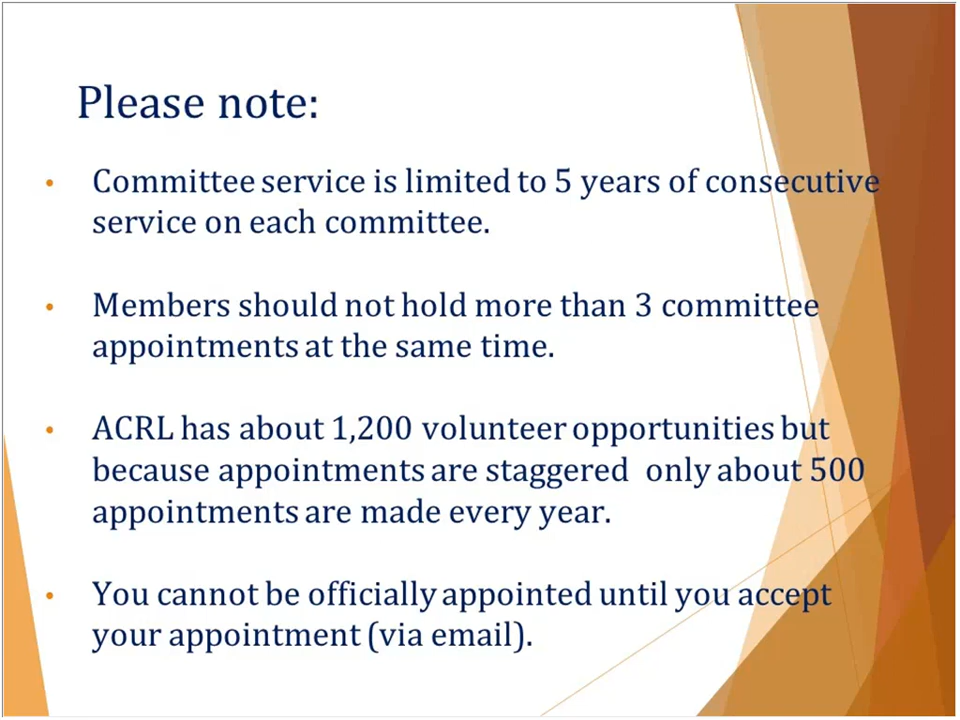 Please note:
• Committee service is limited to 5 years of consecutive
service on each committee.
• Members should not hold more than 3 committee
appointments at the same time.
• ACRL has about 1,200 volunteer opportunities but
because appointments are staggered  only about 500
appointments are made every year.
• You cannot be officially appointed until you accept
your appointment (via email).